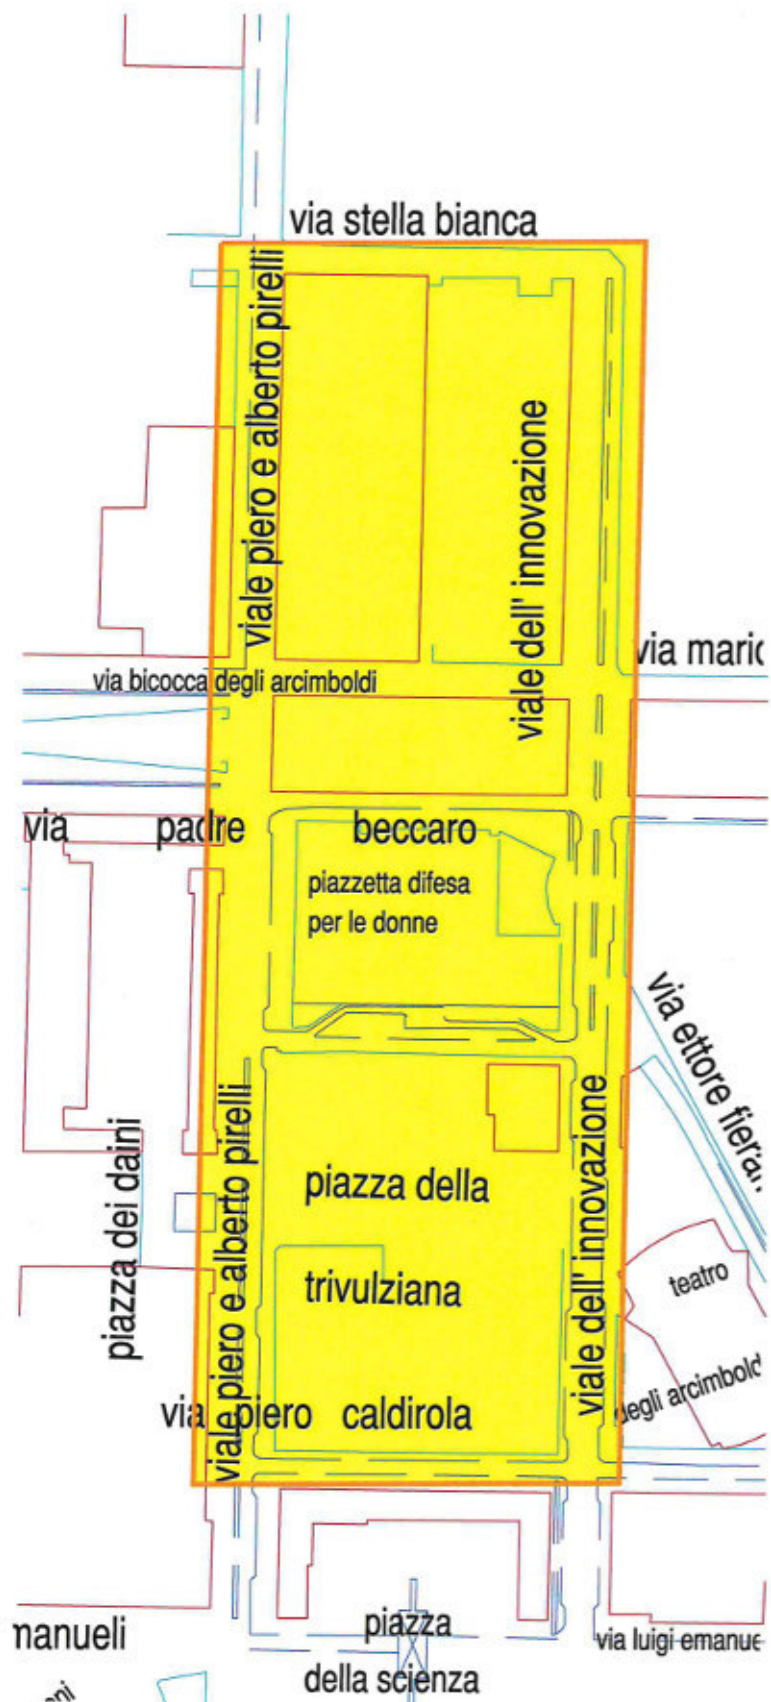 via stella bianca
viale piero e alberto pirelli
viale dell' innovazione
via mario
via bicocca degli arcimboldi
via padre beccaro
piazzetta difesa
per le donne
via ettore fierar.
piazza dei daini
viale piero e alberto pirelli
viale dell' innovazione
piazza della
trivulziana
teatro
degli arcimbold
via piero caldirola
manueli
piazza
della scienza
via luigi emanue